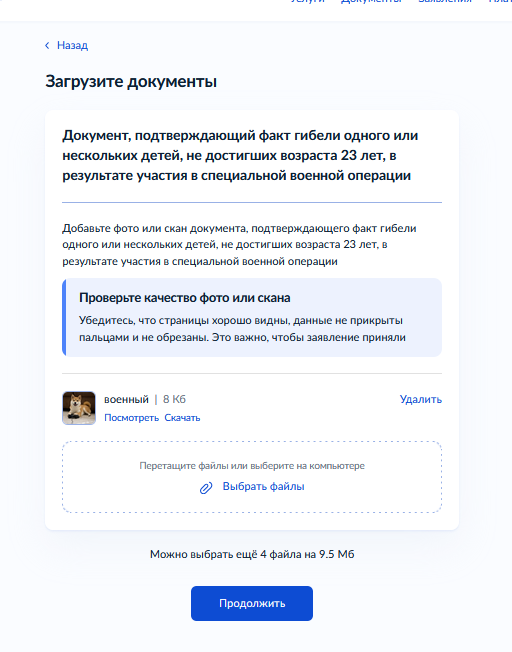 Услуги Документы Заявления
Назад
Загрузите документы
Документ, подтверждающий факт гибели одного или
нескольких детей, не достигших возраста 23 лет, в
результате участия в специальной военной операции
Добавьте фото или скан документа, подтверждающего факт гибели
одного или нескольких детей, не достигших возраста 23 лет, в
результате участия в специальной военной операции
Проверьте качество фото или скана
Убедитесь, что страницы хорошо видны, данные не прикрыты
пальцами и не обрезаны. Это важно, чтобы заявление приняли
военный | 8 Кб Удалить
Посмотреть Скачать
Перетащите файлы или выберите на компьютере
Выбрать файлы
Можно выбрать ещё 4 файла на 9.5 Мб
Продолжить